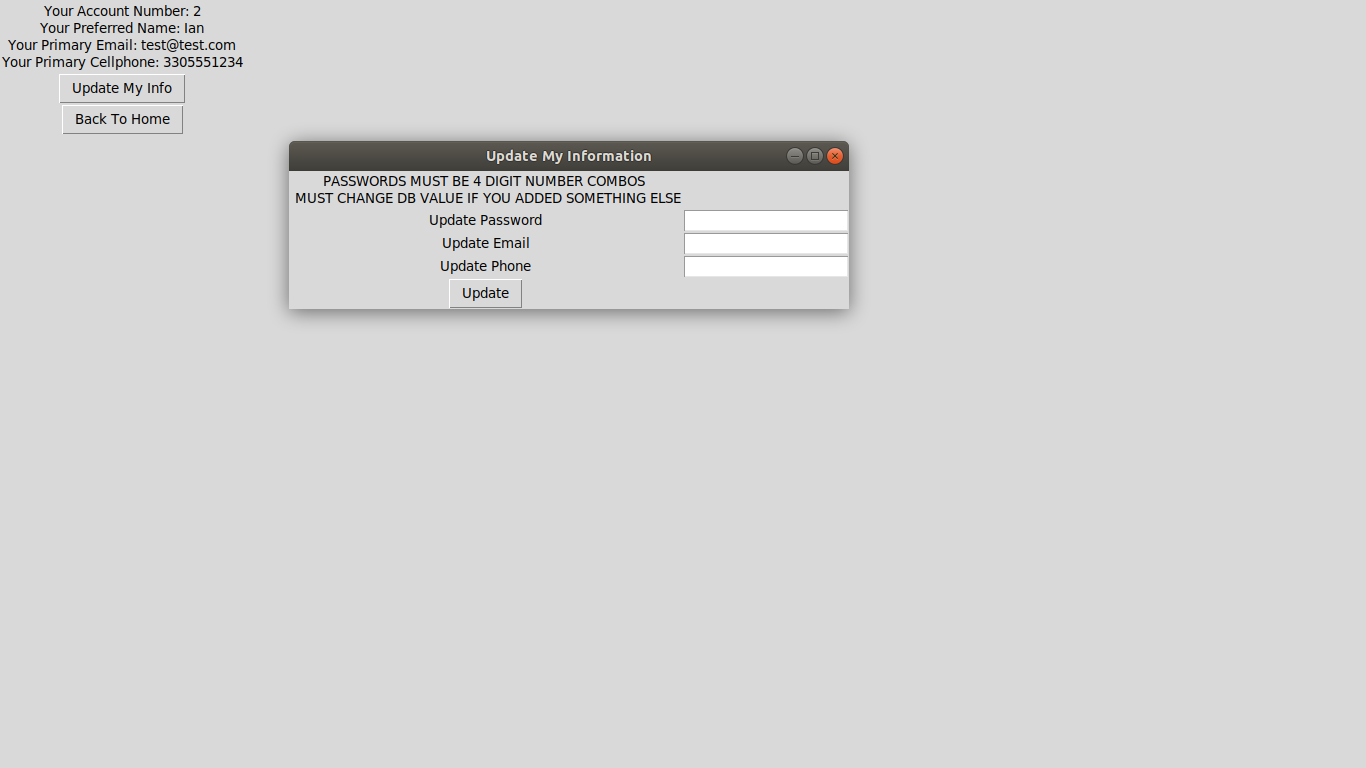 Your Account Number: 2
Your Preferred Name: Ian
Your Primary Email: test@test.com
Your Primary Cellphone: 3305551234
Update My Info
Back To Home
Update My Information
PASSWORDS MUST BE 4 DIGIT NUMBER COMBOS
MUST CHANGE DB VALUE IF YOU ADDED SOMETHING ELSE
Update Password
Update Email
Update Phone
Update